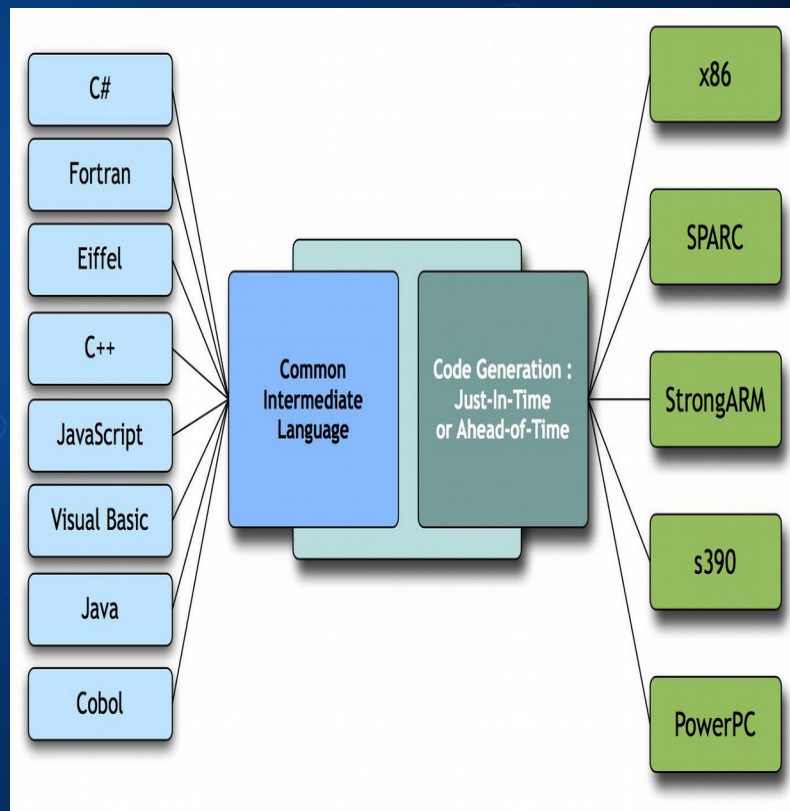 C#
Fortran
Eiffel
C++
JavaScript
Visual Basic
Java
Cobol
Common
Intermediate
Language
Code Generation :
Just-In-Time
or Ahead-of-Time
x86
SPARC
StrongARM
s390
PowerPC